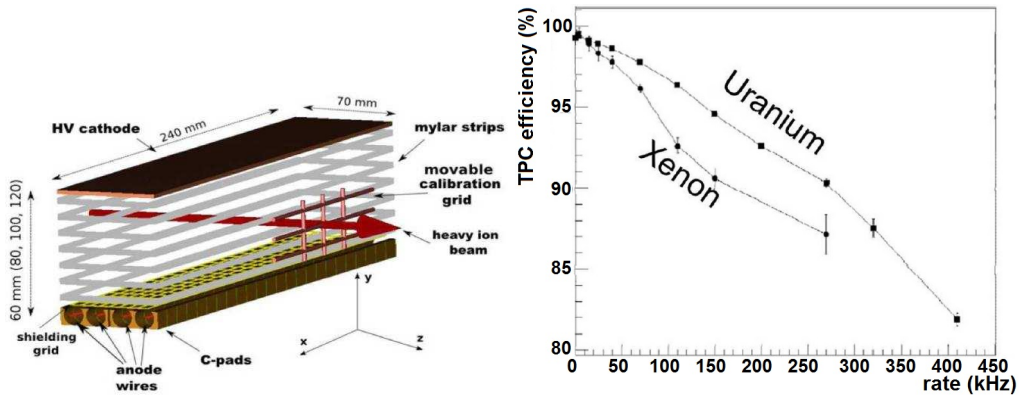 HV cathode
240 mm
70 mm
mylar strips
movable
calibration
grid
heavy ion
beam
60 mm (80, 100, 120)
shielding
grid
anode
wires
C-pads
y
x
z
TPC efficiency (%)
100
95
90
85
80
Uranium
Xenon
0 50 100 150 200 250 300 350 400 450
rate (kHz)